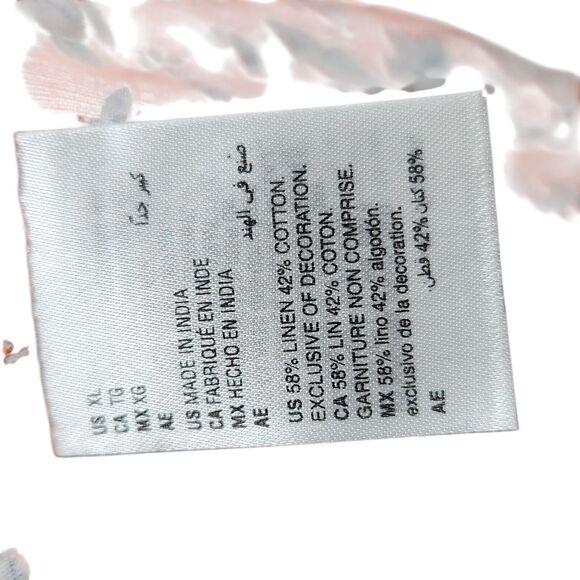 US XL
CA TG
MX XG
AE كبير جداً
US MADE IN INDIA
CA FABRIQUÉ EN INDE
MX HECHO EN INDIA
AE صنع في الهند
US 58% LINEN 42% COTTON.
EXCLUSIVE OF DECORATION.
CA 58% LIN 42% COTON.
GARNITURE NON COMPRISE.
MX 58% lino 42% algodón.
exclusivo de la decoration.
AE 58% كتان 42% قطن.